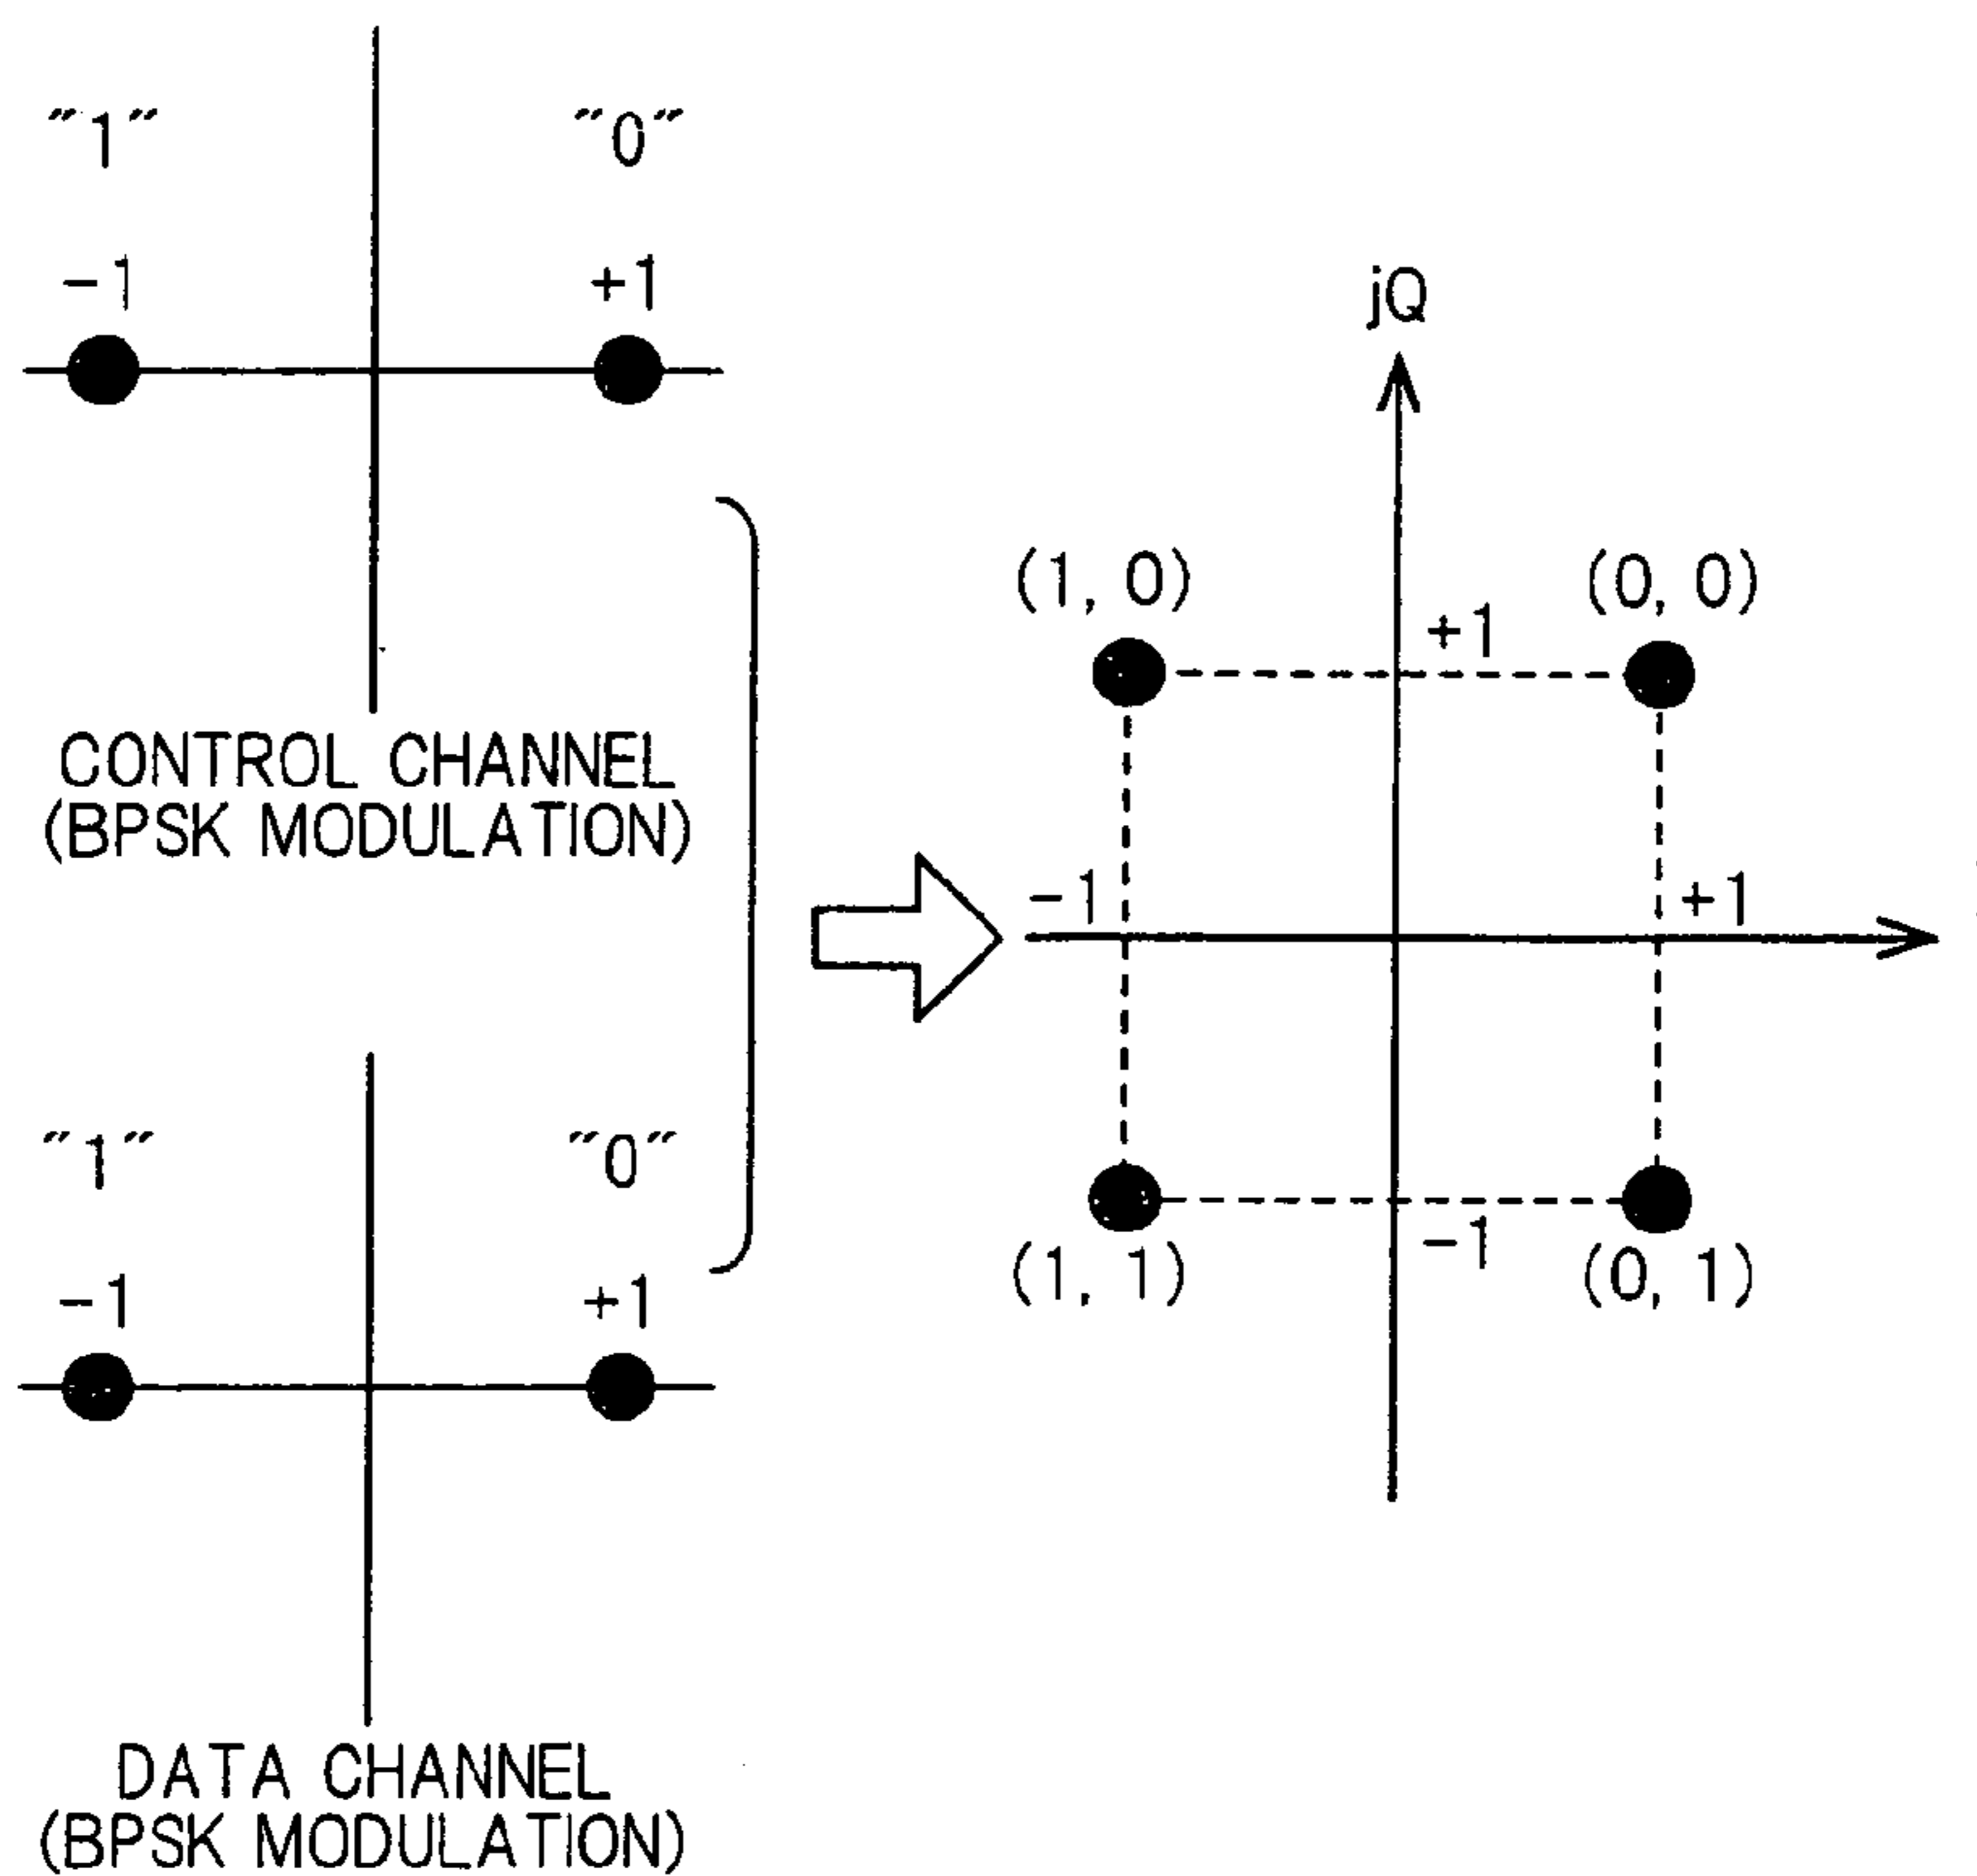 "1" "0"
-1 +1
CONTROL CHANNEL
(BPSK MODULATION)
"1" "0"
-1 +1
DATA CHANNEL
(BPSK MODULATION)
jQ
(1, 0) (0, 0)
+1
-1 +1
-1
(1, 1) (0, 1)